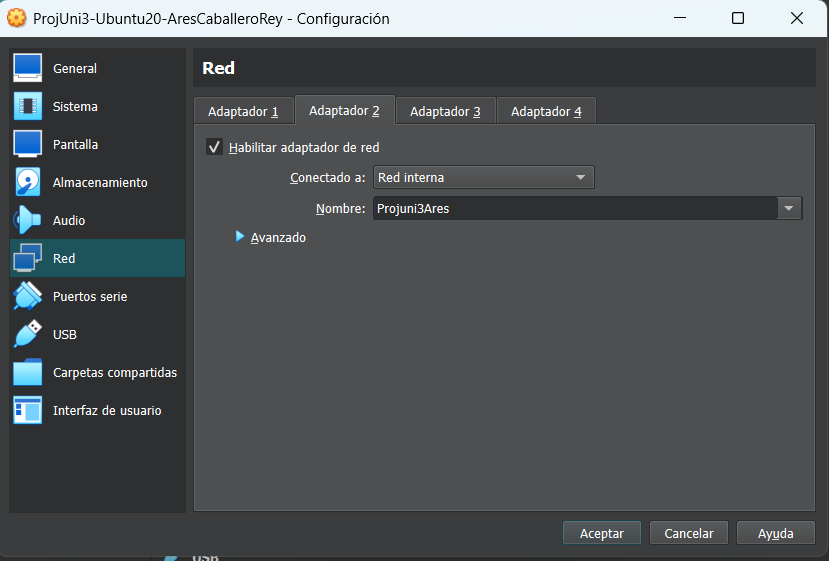 ProjUni3-Ubuntu20-AresCaballeroRey - Configuración
General
Sistema
Pantalla
Almacenamiento
Audio
Red
Puertos serie
USB
Carpetas compartidas
Interfaz de usuario
Red
Adaptador 1 Adaptador 2 Adaptador 3 Adaptador 4
Habilitar adaptador de red
Conectado a: Red interna
Nombre: Projuni3Ares
Avanzado
Aceptar Cancelar Ayuda
USB